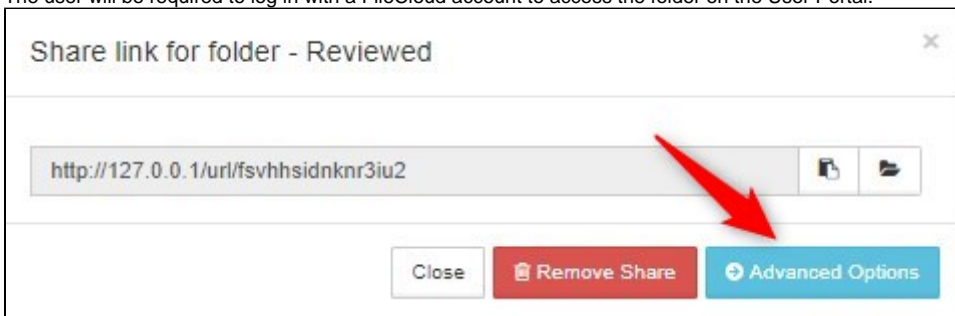 The user will be required to log in with a FileCloud account to access the folder on the User Portal.
Share link for folder - Reviewed
http://127.0.0.1/url/fsvhhsidnknr3iu2
Close Remove Share Advanced Options